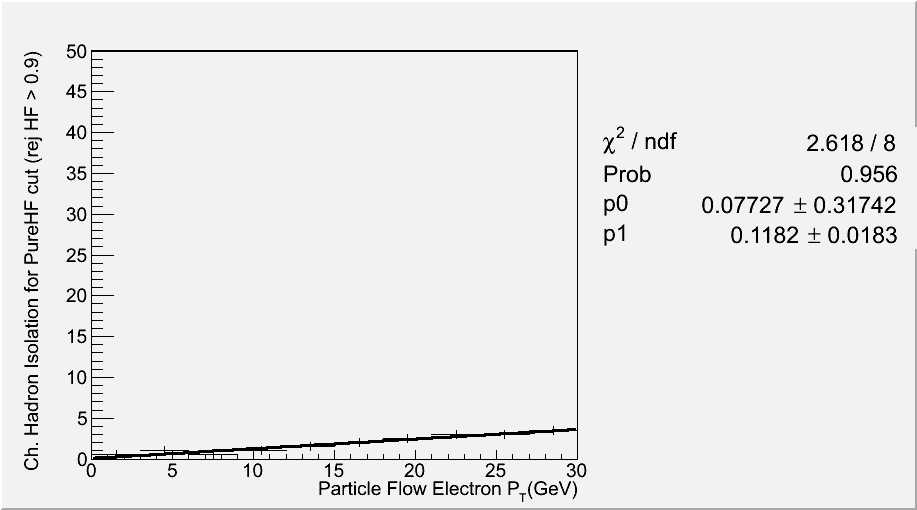 Ch. Hadron Isolation for PureHF cut (rej HF > 0.9)
50
45
40
35
30
25
20
15
10
5
0
0 5 10 15 20 25 30
Particle Flow Electron P_T(GeV)
χ² / ndf 2.618 / 8
Prob 0.956
p0 0.07727 ± 0.31742
p1 0.1182 ± 0.0183